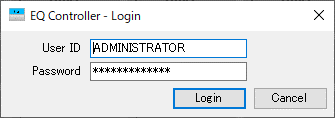 EQ Controller - Login
User ID ADMINISTRATOR
Password *************
Login Cancel